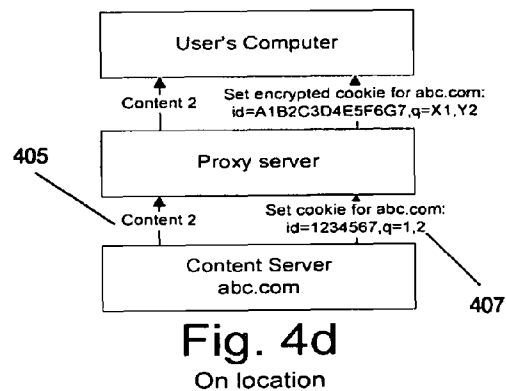 User's Computer
Content 2
Set encrypted cookie for abc.com:
id=A1B2C3D4E5F6G7,q=X1,Y2
405
Proxy server
Content 2
Set cookie for abc.com:
id=1234567,q=1,2
Content Server
abc.com
407
Fig. 4d
On location